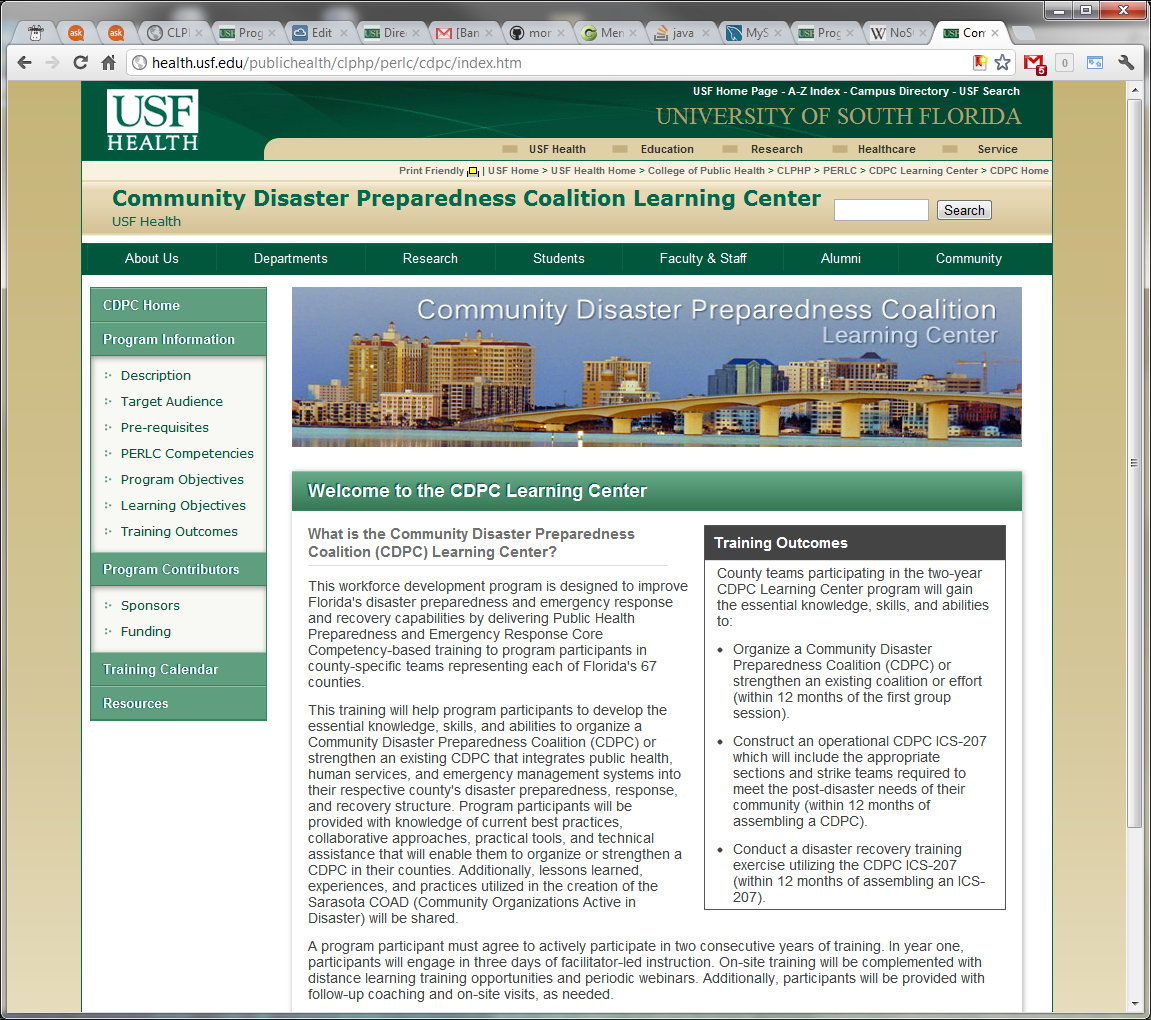 ask
ask
CLPI
Prog
Edit
Dire
[Ban
mor
Men
java
MyS
Prog
NoS
Con
health.usf.edu/publichealth/clphp/perlc/cdpc/index.htm
5
0
USF Home Page - A-Z Index - Campus Directory - USF Search
USF
HEALTH
UNIVERSITY OF SOUTH FLORIDA
USF Health Education Research Healthcare Service
Print Friendly | USF Home > USF Health Home > College of Public Health > CLPHP > PERLC > CDPC Learning Center > CDPC Home
Community Disaster Preparedness Coalition Learning Center
USF Health
Search
About Us Departments Research Students Faculty & Staff Alumni Community
CDPC Home
Program Information
Description
Target Audience
Pre-requisites
PERLC Competencies
Program Objectives
Learning Objectives
Training Outcomes
Program Contributors
Sponsors
Funding
Training Calendar
Resources
Community Disaster Preparedness Coalition
Learning Center
Welcome to the CDPC Learning Center
What is the Community Disaster Preparedness
Coalition (CDPC) Learning Center?
This workforce development program is designed to improve
Florida's disaster preparedness and emergency response
and recovery capabilities by delivering Public Health
Preparedness and Emergency Response Core
Competency-based training to program participants in
county-specific teams representing each of Florida's 67
counties.
This training will help program participants to develop the
essential knowledge, skills, and abilities to organize a
Community Disaster Preparedness Coalition (CDPC) or
strengthen an existing CDPC that integrates public health,
human services, and emergency management systems into
their respective county's disaster preparedness, response,
and recovery structure. Program participants will be
provided with knowledge of current best practices,
collaborative approaches, practical tools, and technical
assistance that will enable them to organize or strengthen a
CDPC in their counties. Additionally, lessons learned,
experiences, and practices utilized in the creation of the
Sarasota COAD (Community Organizations Active in
Disaster) will be shared.
Training Outcomes
County teams participating in the two-year
CDPC Learning Center program will gain
the essential knowledge, skills, and abilities
to:
• Organize a Community Disaster
Preparedness Coalition (CDPC) or
strengthen an existing coalition or effort
(within 12 months of the first group
session).
• Construct an operational CDPC ICS-207
which will include the appropriate
sections and strike teams required to
meet the post-disaster needs of their
community (within 12 months of
assembling a CDPC).
• Conduct a disaster recovery training
exercise utilizing the CDPC ICS-207
(within 12 months of assembling an ICS-
207).
A program participant must agree to actively participate in two consecutive years of training. In year one,
participants will engage in three days of facilitator-led instruction. On-site training will be complemented with
distance learning training opportunities and periodic webinars. Additionally, participants will be provided with
follow-up coaching and on-site visits, as needed.